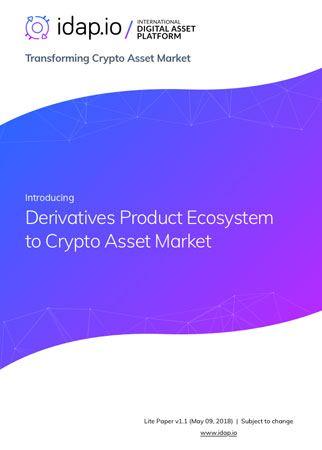 idap.io / INTERNATIONAL
DIGITAL ASSET
PLATFORM
Transforming Crypto Asset Market
Introducing
Derivatives Product Ecosystem
to Crypto Asset Market
Lite Paper v1.1 (May 09, 2018) | Subject to change
www.idap.io